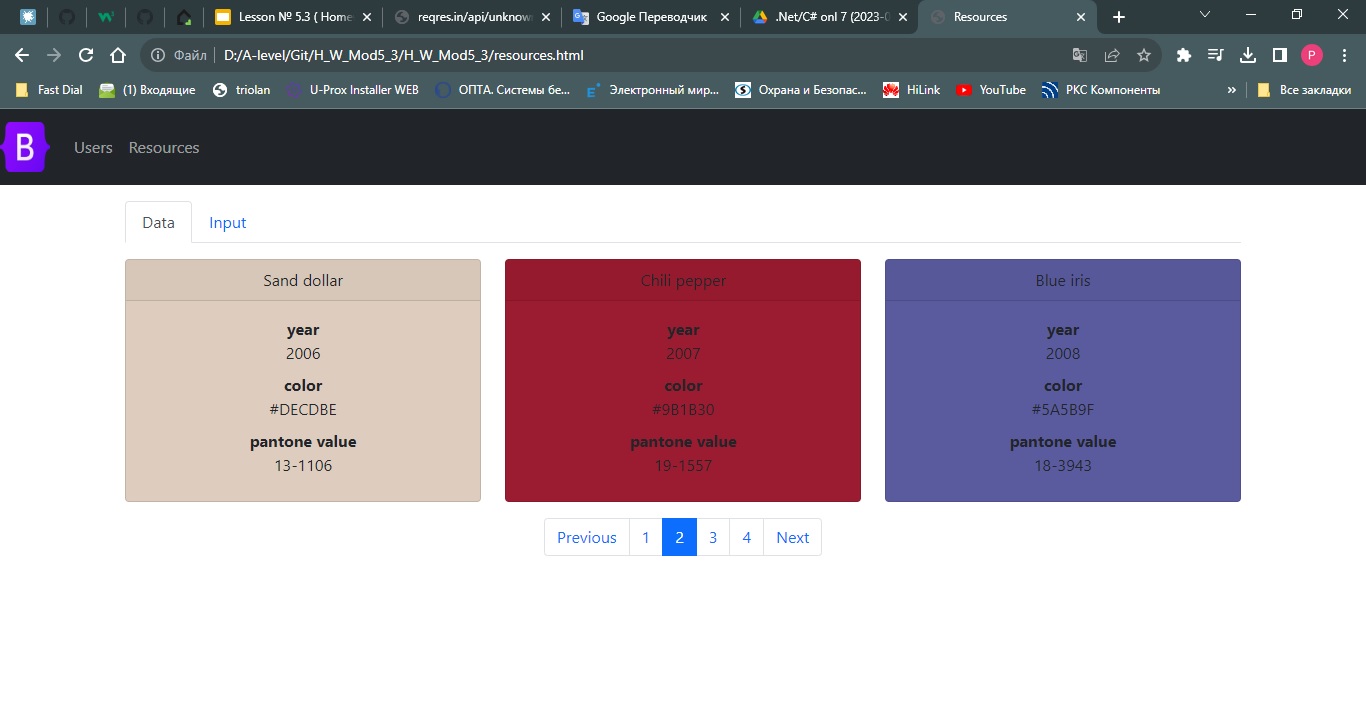 Lesson № 5.3 ( Home
reqres.in/api/unknow
Google Переводчик
.Net/C# onl 7 (2023-0
Resources
Файл
D:/A-level/Git/H_W_Mod5_3/H_W_Mod5_3/resources.html
P
Fast Dial
(1) Входящие
triolan
U-Prox Installer WEB
ОПТА. Системы бе...
Электронный мир...
Охрана и Безопас...
HiLink
YouTube
РКС Компоненты
»
Все закладки
B
Users
Resources
Data
Input
Sand dollar
year
2006
color
#DECDBE
pantone value
13-1106
Chili pepper
year
2007
color
#9B1B30
pantone value
19-1557
Blue iris
year
2008
color
#5A5B9F
pantone value
18-3943
Previous 1 2 3 4 Next